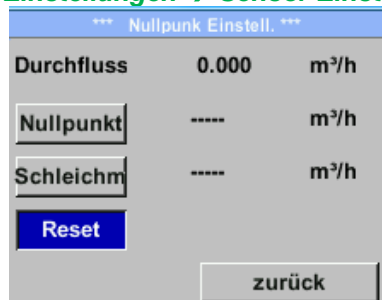 *** Nullpunk Einstell. ***
Durchfluss 0.000 m³/h
Nullpunkt ----- m³/h
Schleichm ----- m³/h
Reset
zurück